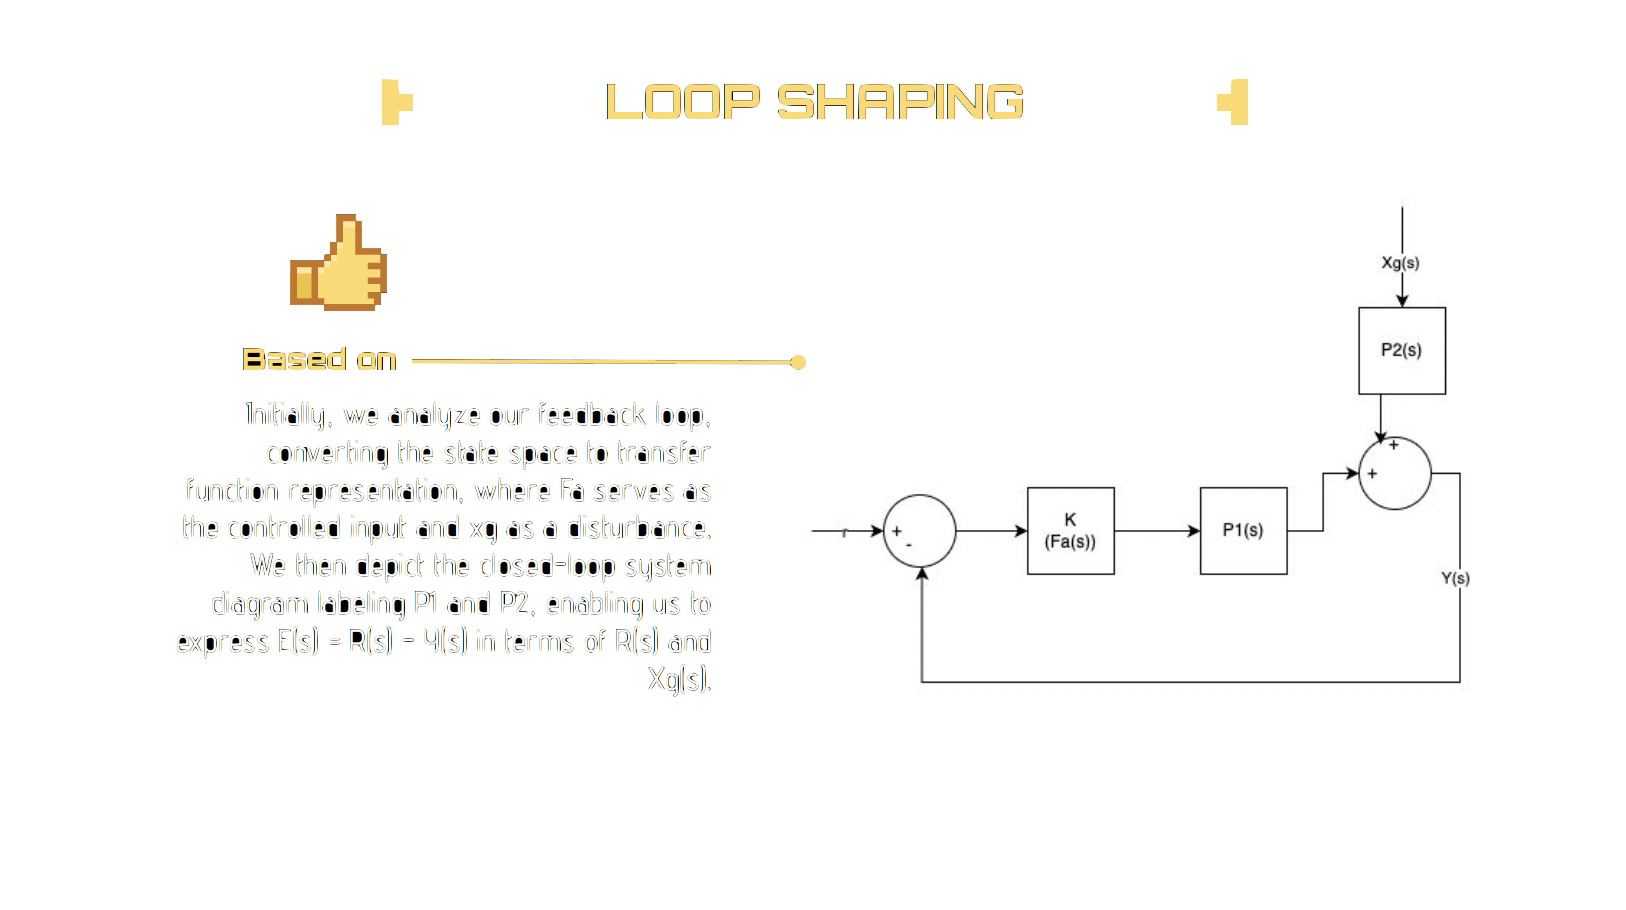 LOOP SHAPING
Based on
Initially, we analyze our feedback loop,
converting the state space to transfer
function representation, where Fa serves as
the controlled input and xg as a disturbance.
We then depict the closed-loop system
diagram labeling P1 and P2, enabling us to
express E(s) = R(s) - Y(s) in terms of R(s) and
Xg(s).
Xg(s)
P2(s)
+
+
r
+
-
K
(Fa(s))
P1(s)
Y(s)